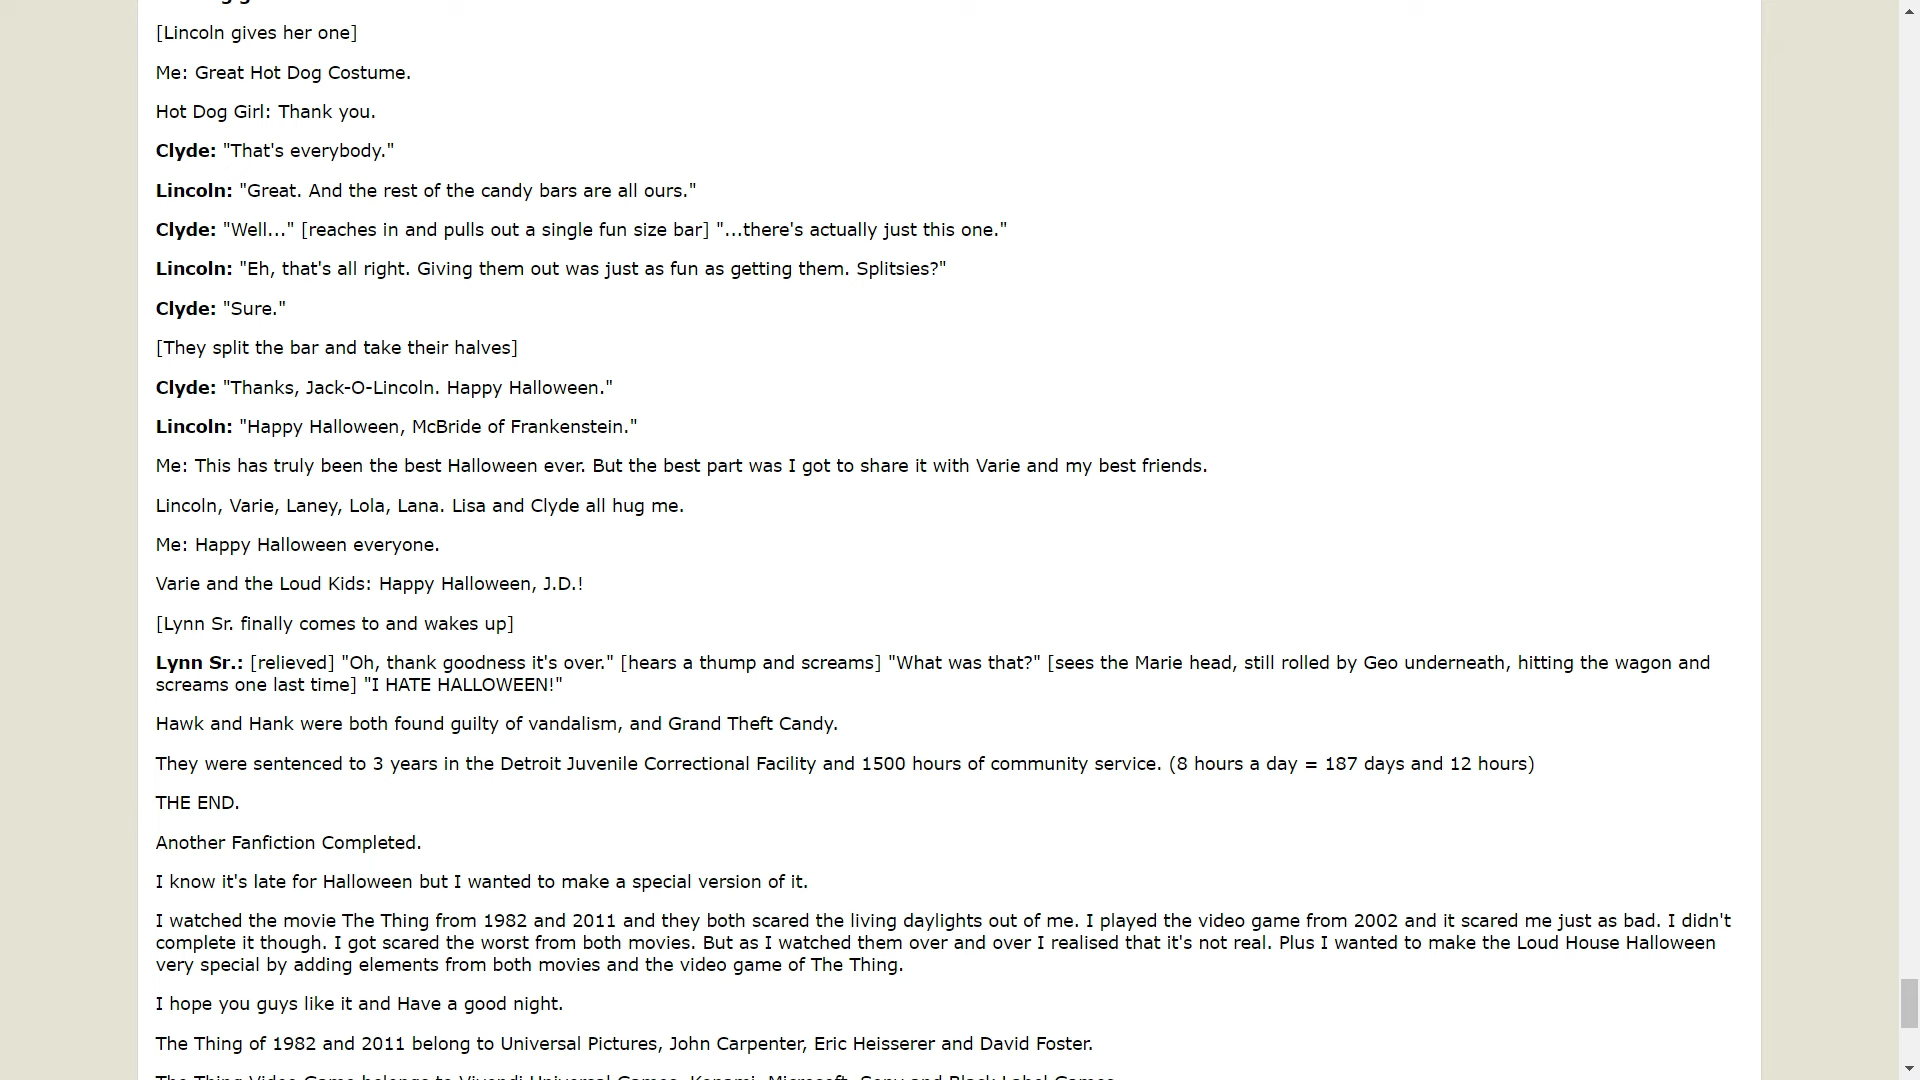 [Lincoln gives her one]
Me: Great Hot Dog Costume.
Hot Dog Girl: Thank you.
Clyde: "That's everybody."
Lincoln: "Great. And the rest of the candy bars are all ours."
Clyde: "Well..." [reaches in and pulls out a single fun size bar] "...there's actually just this one."
Lincoln: "Eh, that's all right. Giving them out was just as fun as getting them. Splitsies?"
Clyde: "Sure."
[They split the bar and take their halves]
Clyde: "Thanks, Jack-O-Lincoln. Happy Halloween."
Lincoln: "Happy Halloween, McBride of Frankenstein."
Me: This has truly been the best Halloween ever. But the best part was I got to share it with Varie and my best friends.
Lincoln, Varie, Laney, Lola, Lana. Lisa and Clyde all hug me.
Me: Happy Halloween everyone.
Varie and the Loud Kids: Happy Halloween, J.D.!
[Lynn Sr. finally comes to and wakes up]
Lynn Sr.: [relieved] "Oh, thank goodness it's over." [hears a thump and screams] "What was that?" [sees the Marie head, still rolled by Geo underneath, hitting the wagon and
screams one last time] "I HATE HALLOWEEN!"
Hawk and Hank were both found guilty of vandalism, and Grand Theft Candy.
They were sentenced to 3 years in the Detroit Juvenile Correctional Facility and 1500 hours of community service. (8 hours a day = 187 days and 12 hours)
THE END.
Another Fanfiction Completed.
I know it's late for Halloween but I wanted to make a special version of it.
I watched the movie The Thing from 1982 and 2011 and they both scared the living daylights out of me. I played the video game from 2002 and it scared me just as bad. I didn't
complete it though. I got scared the worst from both movies. But as I watched them over and over I realised that it's not real. Plus I wanted to make the Loud House Halloween
very special by adding elements from both movies and the video game of The Thing.
I hope you guys like it and Have a good night.
The Thing of 1982 and 2011 belong to Universal Pictures, John Carpenter, Eric Heisserer and David Foster.
The Thing Video Game belongs to Vivendi Universal Games, Konami, Microsoft, Sony and Black Label Games.